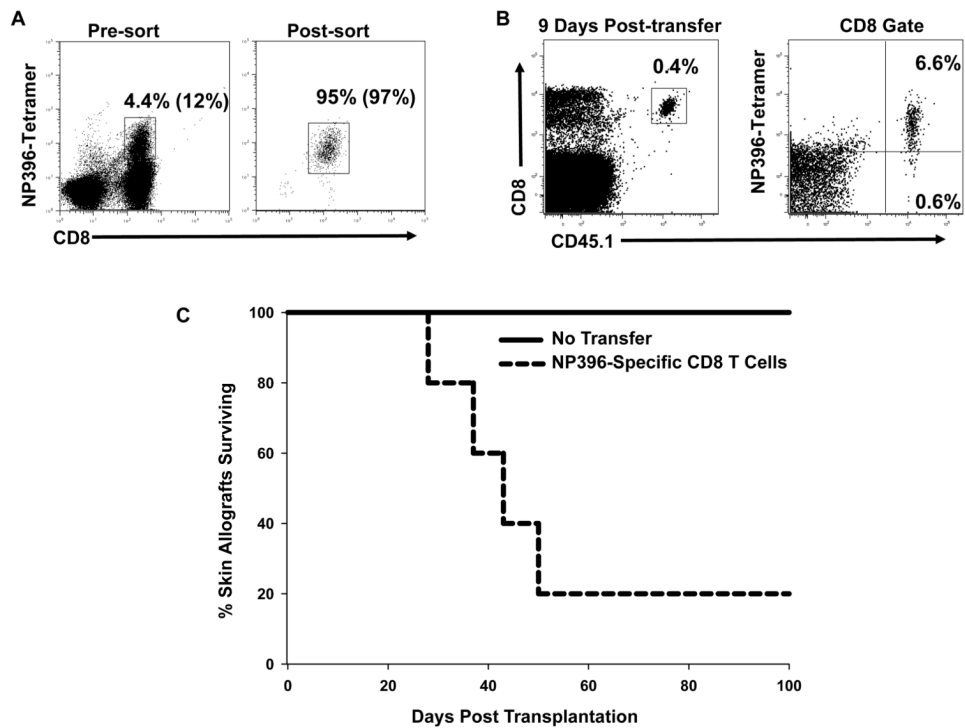 A
Pre-sort
Post-sort
4.4% (12%)
95% (97%)
NP396-Tetramer
CD8
B
9 Days Post-transfer
CD8 Gate
0.4%
6.6%
0.6%
CD8
NP396-Tetramer
CD45.1
C
No Transfer
NP396-Specific CD8 T Cells
% Skin Allografts Surviving
100
80
60
40
20
0
0 20 40 60 80 100
Days Post Transplantation